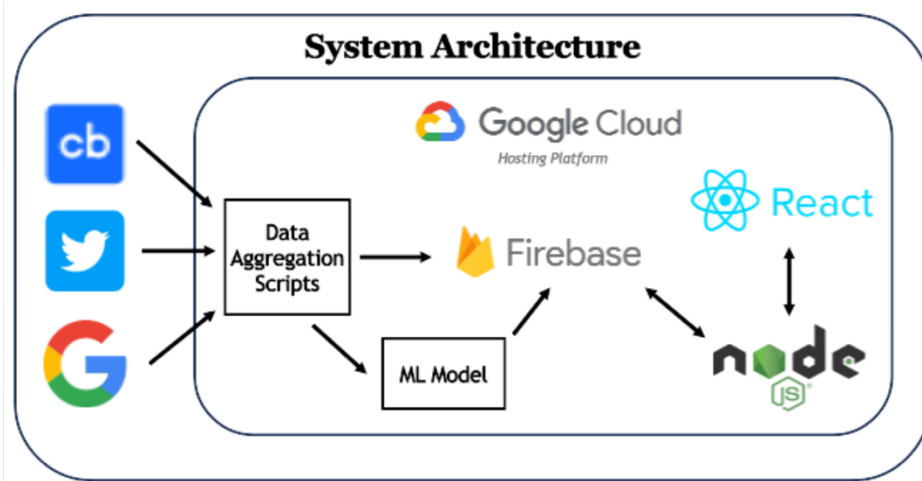 System Architecture
cb
Google Cloud
Hosting Platform
React
Data
Aggregation
Scripts
Firebase
ML Model
node
JS